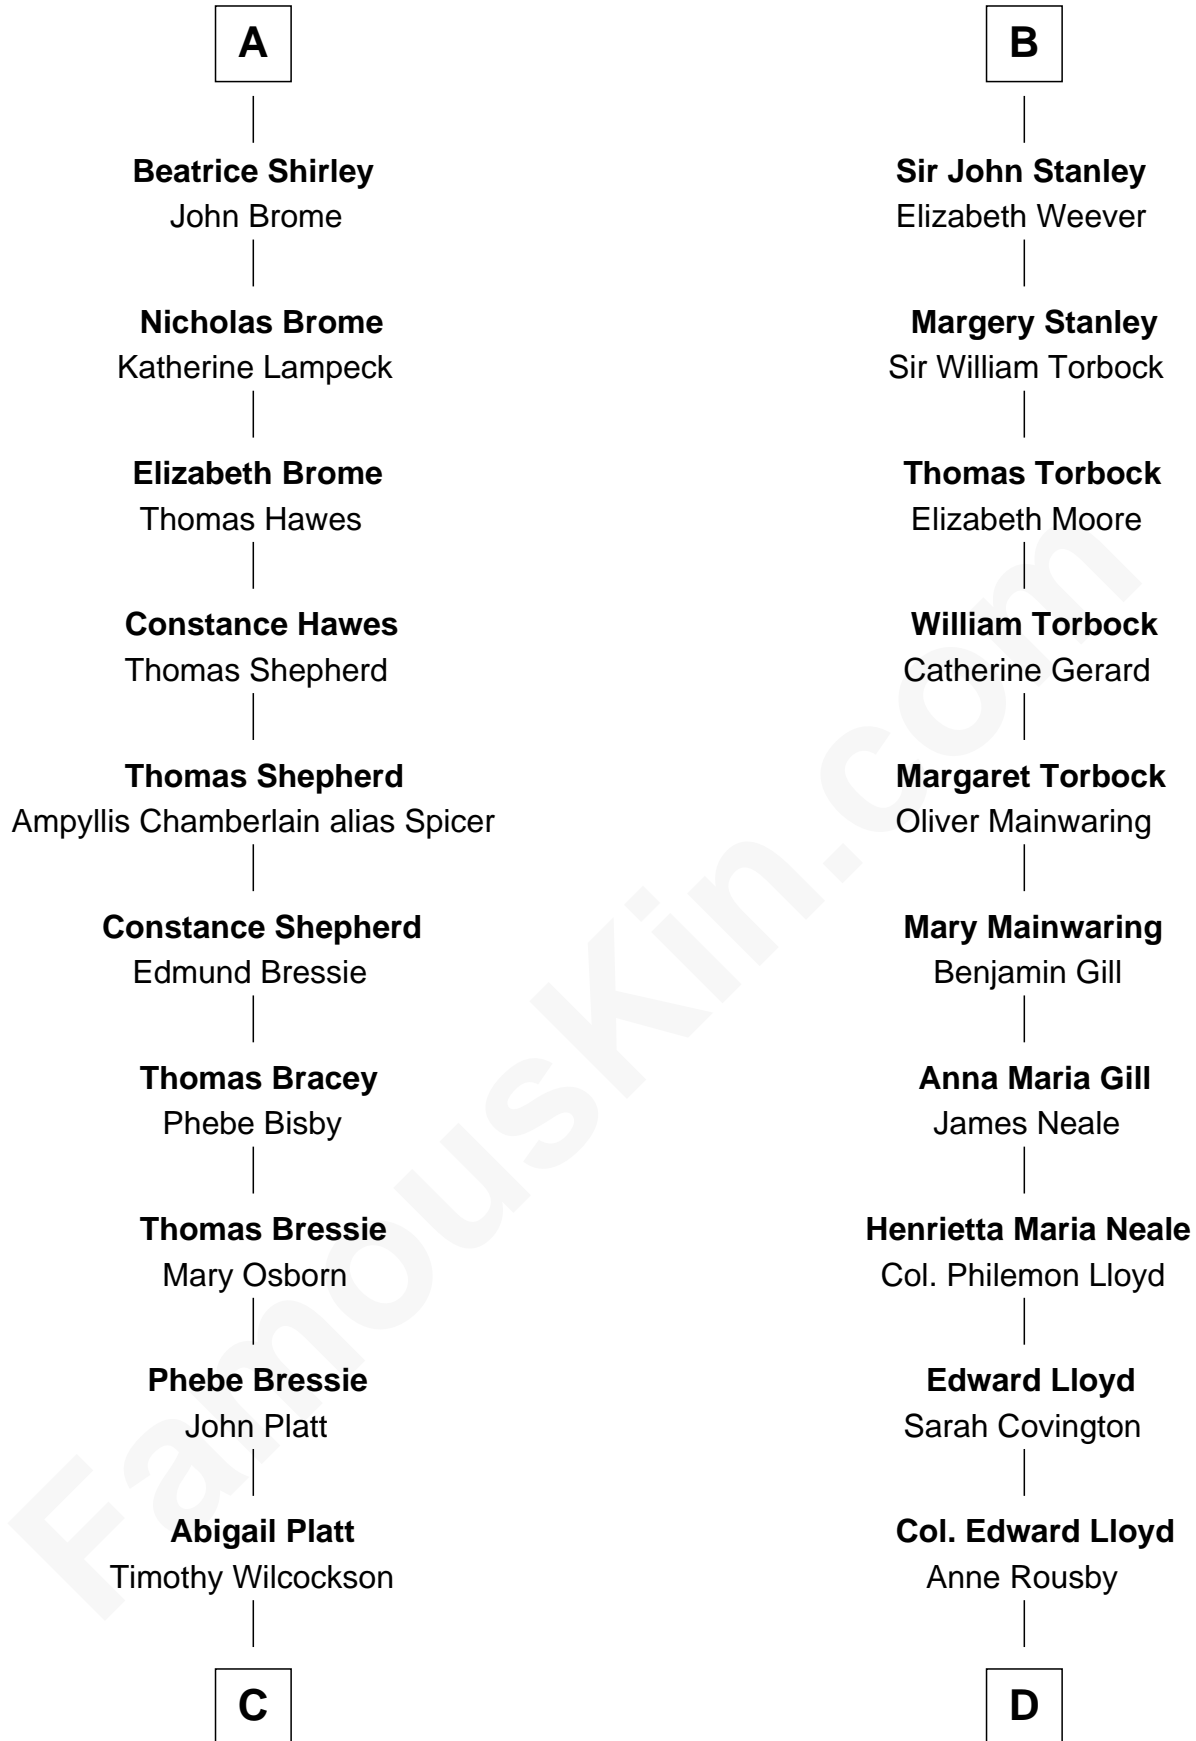 A
Beatrice Shirley
John Brome
Nicholas Brome
Katherine Lampeck
Elizabeth Brome
Thomas Hawes
Constance Hawes
Thomas Shepherd
Thomas Shepherd
Ampyllis Chamberlain alias Spicer
Constance Shepherd
Edmund Bressie
Thomas Bracey
Phebe Bisby
Thomas Bressie
Mary Osborn
Phebe Bressie
John Platt
Abigail Platt
Timothy Wilcockson
C
B
Sir John Stanley
Elizabeth Weever
Margery Stanley
Sir William Torbock
Thomas Torbock
Elizabeth Moore
William Torbock
Catherine Gerard
Margaret Torbock
Oliver Mainwaring
Mary Mainwaring
Benjamin Gill
Anna Maria Gill
James Neale
Henrietta Maria Neale
Col. Philemon Lloyd
Edward Lloyd
Sarah Covington
Col. Edward Lloyd
Anne Rousby
D
FamousKin.com